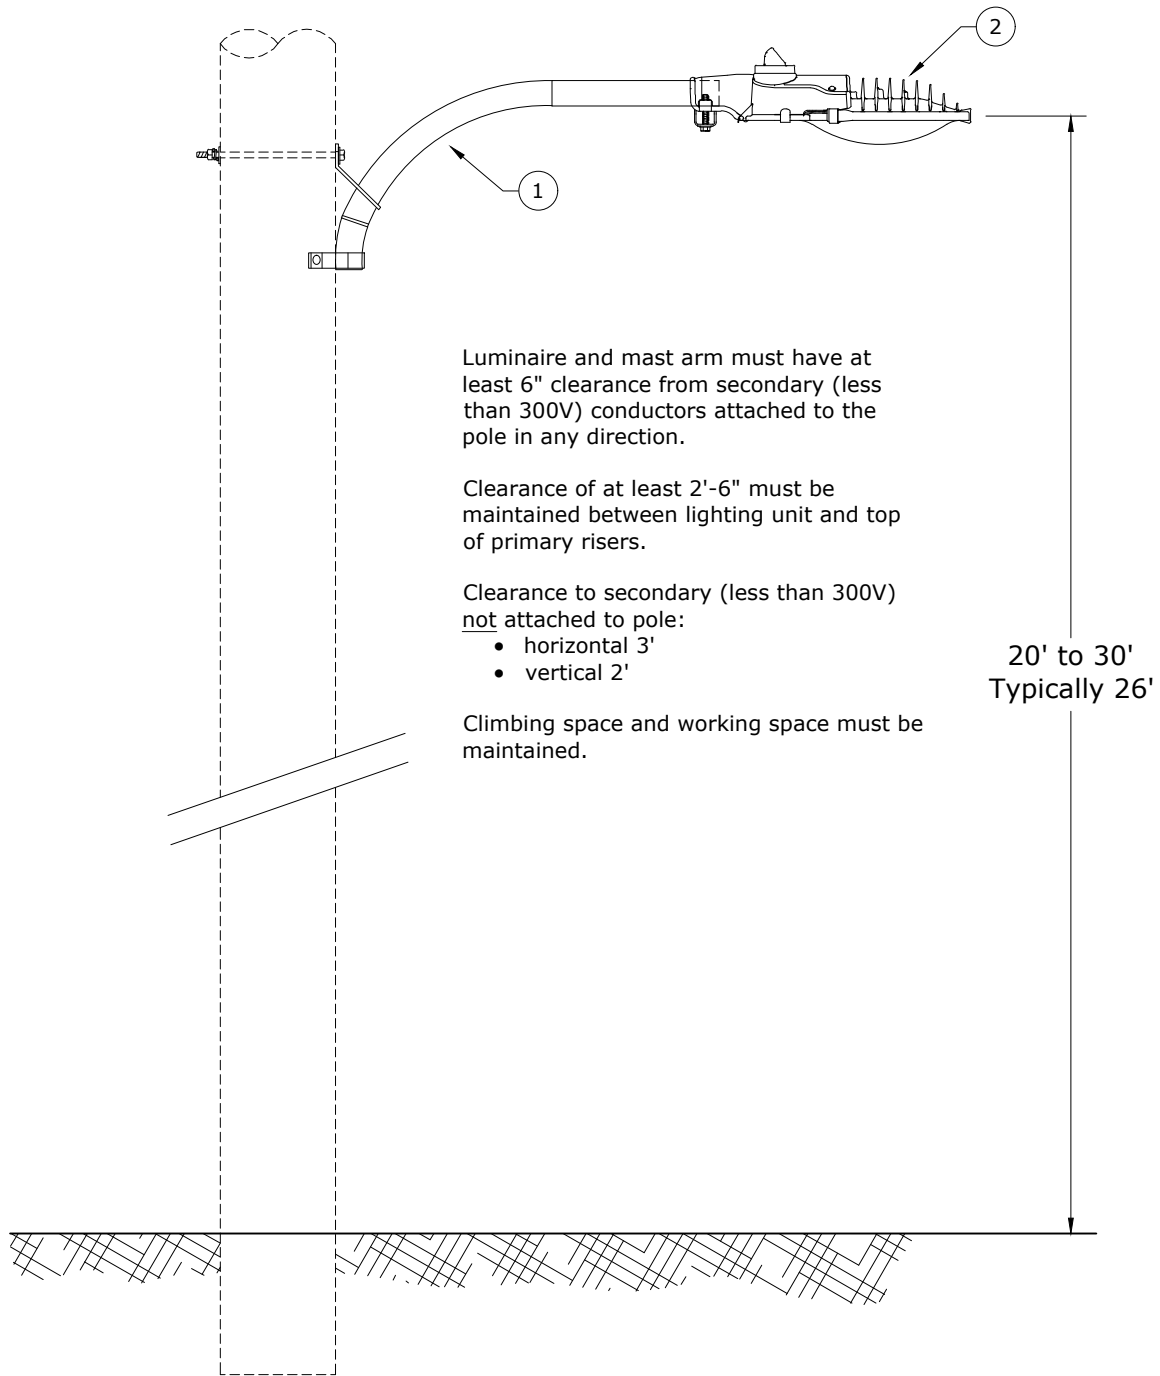 2
1
Luminaire and mast arm must have at
least 6" clearance from secondary (less
than 300V) conductors attached to the
pole in any direction.
Clearance of at least 2'-6" must be
maintained between lighting unit and top
of primary risers.
Clearance to secondary (less than 300V)
not attached to pole:
• horizontal 3'
• vertical 2'
Climbing space and working space must be
maintained.
20' to 30'
Typically 26'